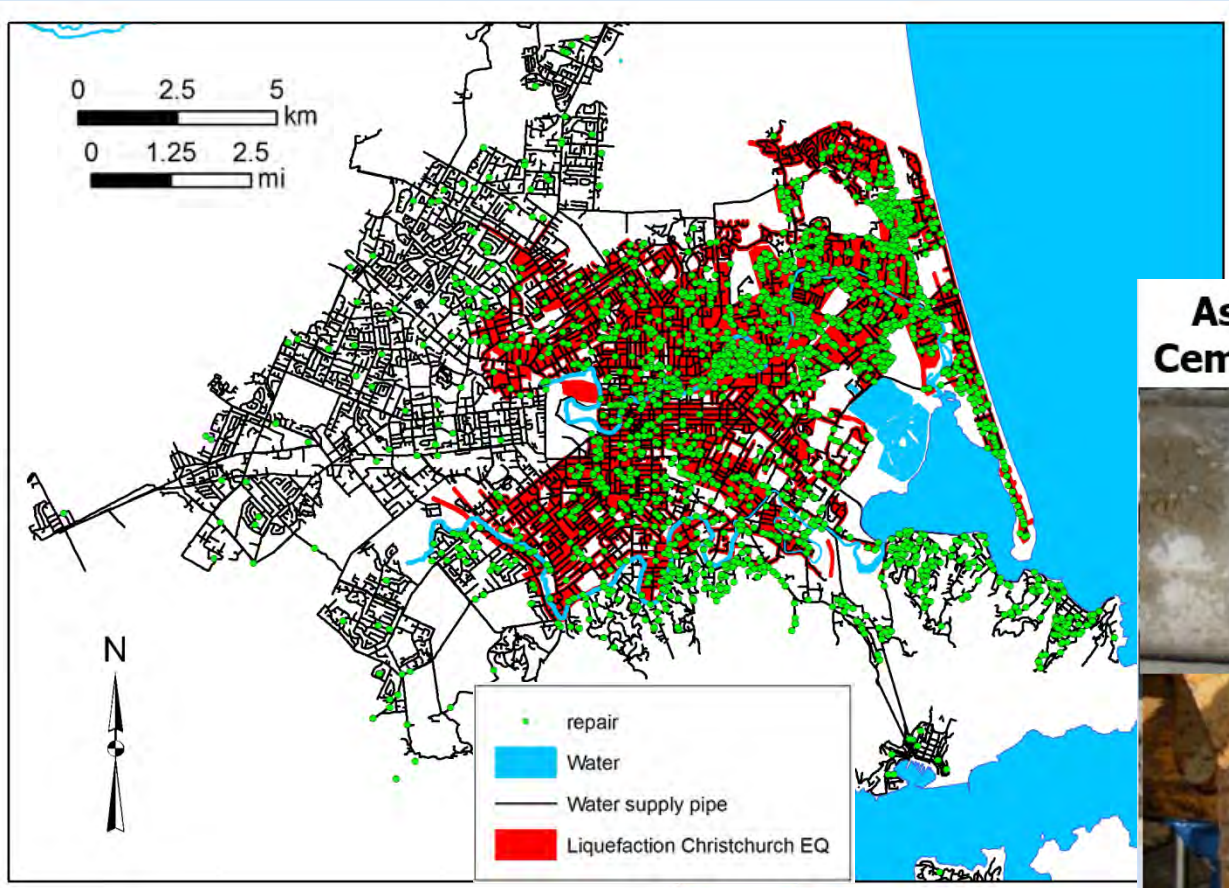 0 2.5 5
km
0 1.25 2.5
mi
As
Cem
N
repair
Water
Water supply pipe
Liquefaction Christchurch EQ